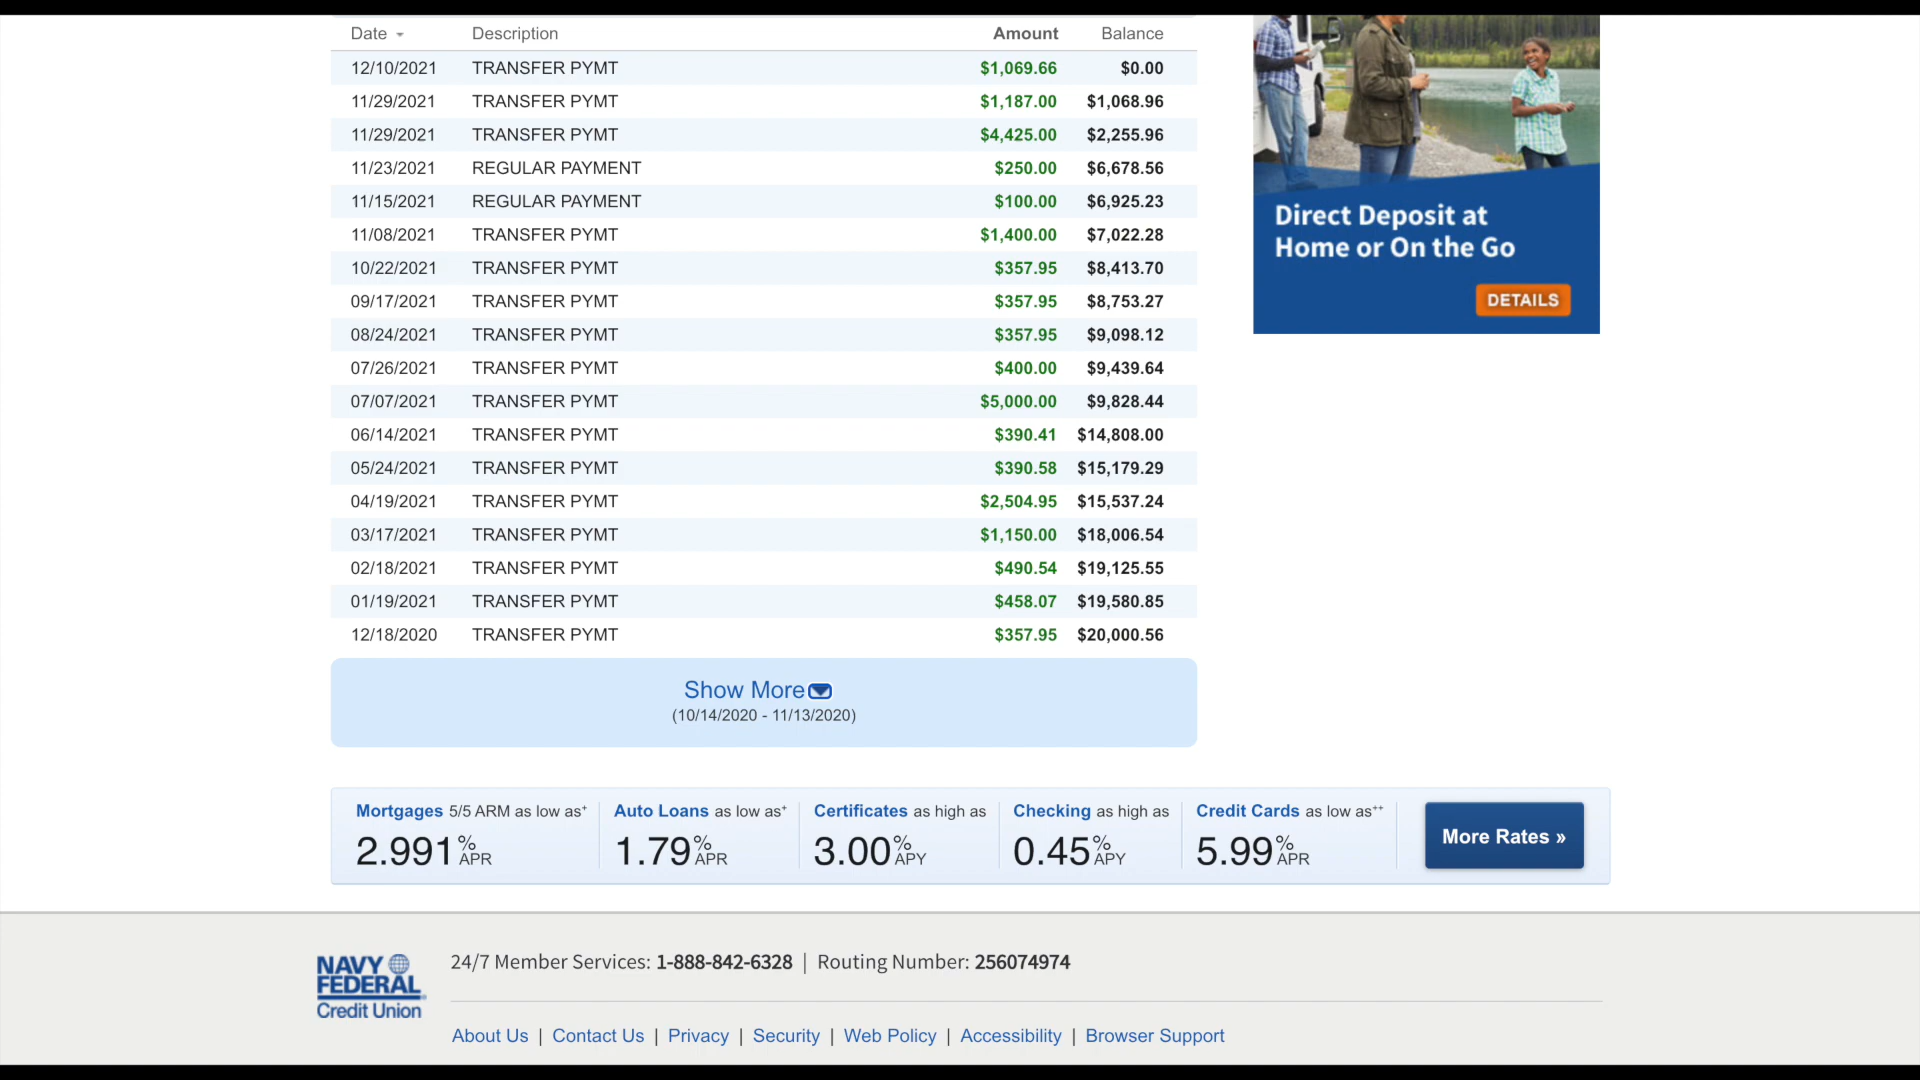 Date Description Amount Balance
12/10/2021 TRANSFER PYMT $1,069.66 $0.00
11/29/2021 TRANSFER PYMT $1,187.00 $1,068.96
11/29/2021 TRANSFER PYMT $4,425.00 $2,255.96
11/23/2021 REGULAR PAYMENT $250.00 $6,678.56
11/15/2021 REGULAR PAYMENT $100.00 $6,925.23
11/08/2021 TRANSFER PYMT $1,400.00 $7,022.28
10/22/2021 TRANSFER PYMT $357.95 $8,413.70
09/17/2021 TRANSFER PYMT $357.95 $8,753.27
08/24/2021 TRANSFER PYMT $357.95 $9,098.12
07/26/2021 TRANSFER PYMT $400.00 $9,439.64
07/07/2021 TRANSFER PYMT $5,000.00 $9,828.44
06/14/2021 TRANSFER PYMT $390.41 $14,808.00
05/24/2021 TRANSFER PYMT $390.58 $15,179.29
04/19/2021 TRANSFER PYMT $2,504.95 $15,537.24
03/17/2021 TRANSFER PYMT $1,150.00 $18,006.54
02/18/2021 TRANSFER PYMT $490.54 $19,125.55
01/19/2021 TRANSFER PYMT $458.07 $19,580.85
12/18/2020 TRANSFER PYMT $357.95 $20,000.56
Show More
(10/14/2020 - 11/13/2020)
Direct Deposit at
Home or On the Go
DETAILS
Mortgages 5/5 ARM as low as+
2.991% APR
Auto Loans as low as+
1.79% APR
Certificates as high as
3.00% APY
Checking as high as
0.45% APY
Credit Cards as low as++
5.99% APR
More Rates »
NAVY
FEDERAL
Credit Union
24/7 Member Services: 1-888-842-6328 | Routing Number: 256074974
About Us | Contact Us | Privacy | Security | Web Policy | Accessibility | Browser Support